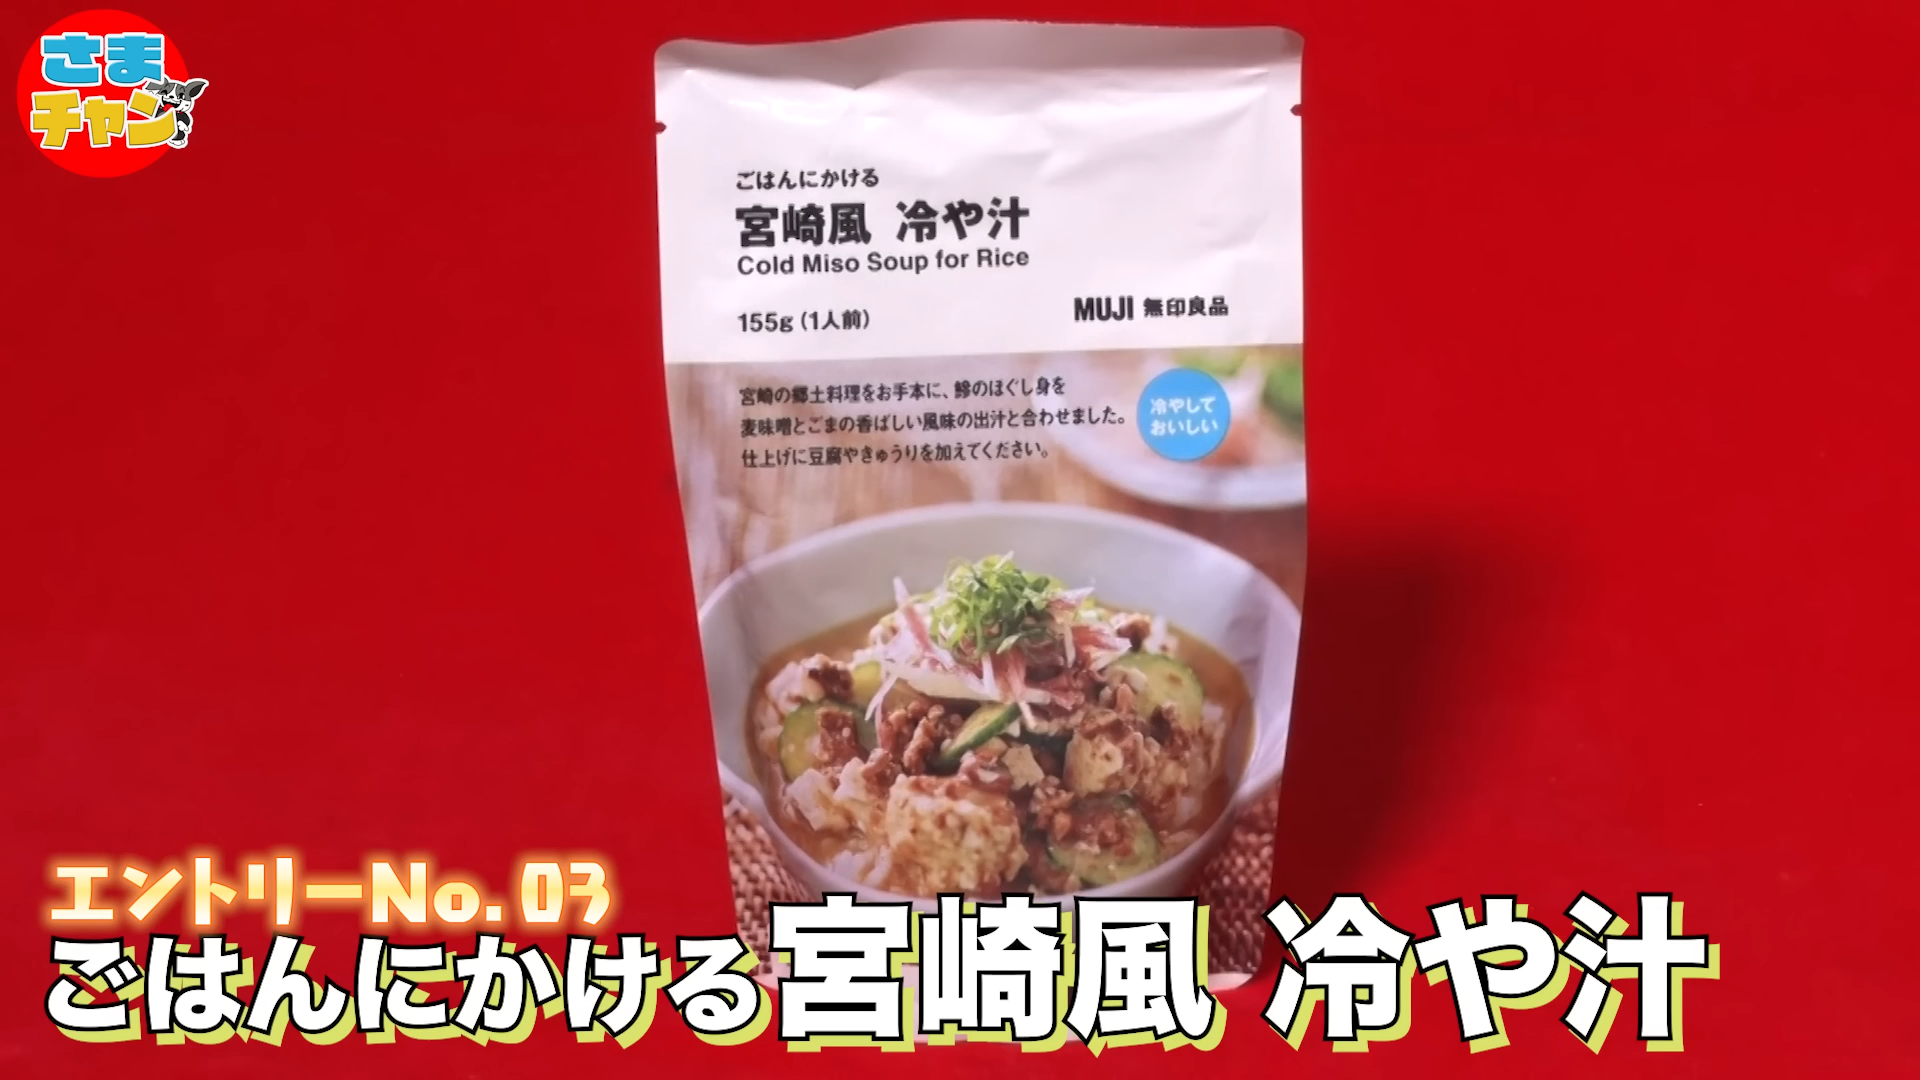 さま
チャン
ごはんにかける
宮崎風 冷や汁
Cold Miso Soup for Rice
155g（1人前）
MUJI 無印良品
宮崎の郷土料理をお手本に、鯵のほぐし身を
麦味噌とごまの香ばしい風味の出汁と合わせました。
仕上げに豆腐やきゅうりを加えてください。
冷やして
おいしい
エントリーNo.03
ごはんにかける宮崎風 冷や汁